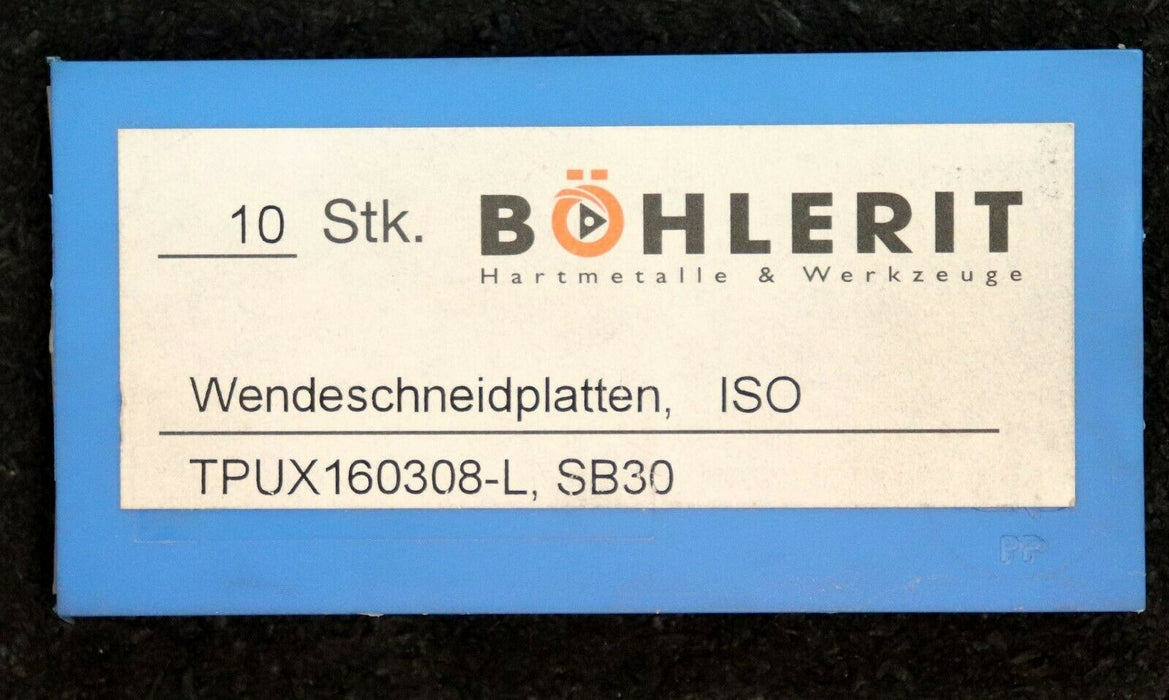 10 Stk.
BÖHLERIT
Hartmetalle & Werkzeuge
Wendeschneidplatten, ISO
TPUX160308-L, SB30
PP